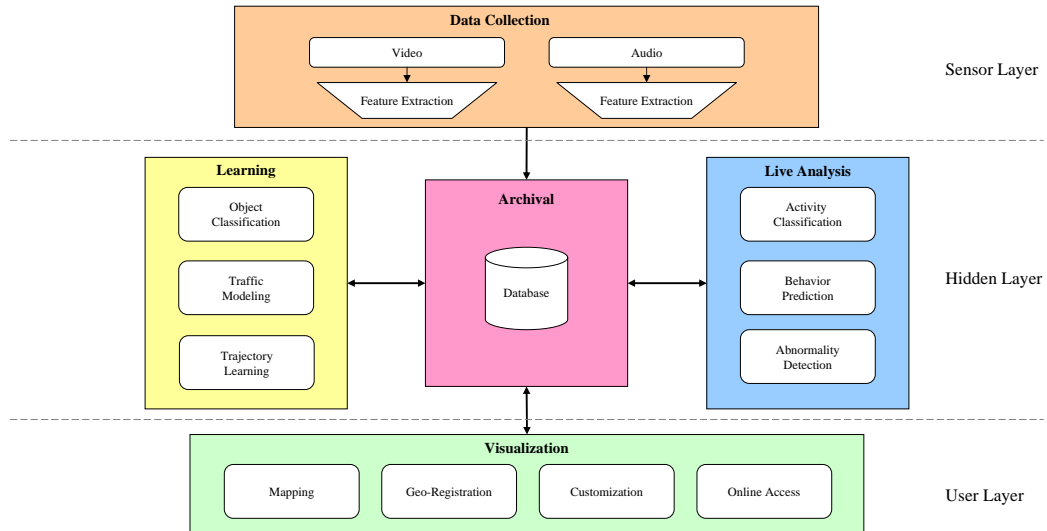 Data Collection
Video
Audio
Feature Extraction
Feature Extraction
Sensor Layer
Learning
Object
Classification
Traffic
Modeling
Trajectory
Learning
Archival
Database
Live Analysis
Activity
Classification
Behavior
Prediction
Abnormality
Detection
Hidden Layer
Visualization
Mapping
Geo-Registration
Customization
Online Access
User Layer